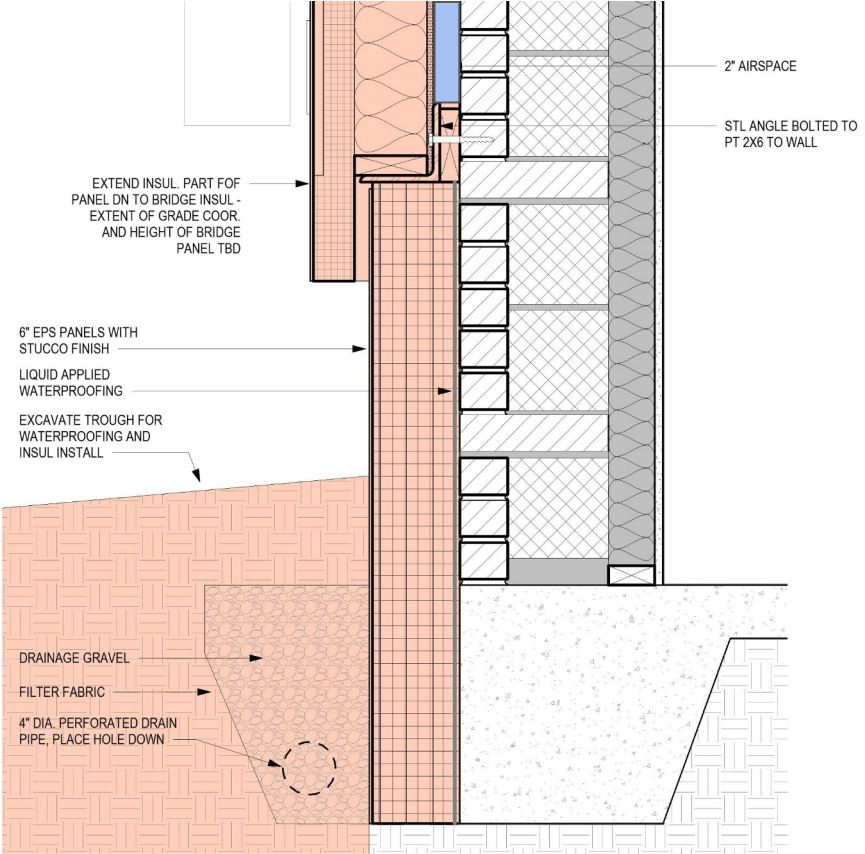 2" AIRSPACE
STL ANGLE BOLTED TO
PT 2X6 TO WALL
EXTEND INSUL. PART FOF
PANEL DN TO BRIDGE INSUL -
EXTENT OF GRADE COOR.
AND HEIGHT OF BRIDGE
PANEL TBD
6" EPS PANELS WITH
STUCCO FINISH
LIQUID APPLIED
WATERPROOFING
EXCAVATE TROUGH FOR
WATERPROOFING AND
INSUL INSTALL
DRAINAGE GRAVEL
FILTER FABRIC
4" DIA. PERFORATED DRAIN
PIPE, PLACE HOLE DOWN